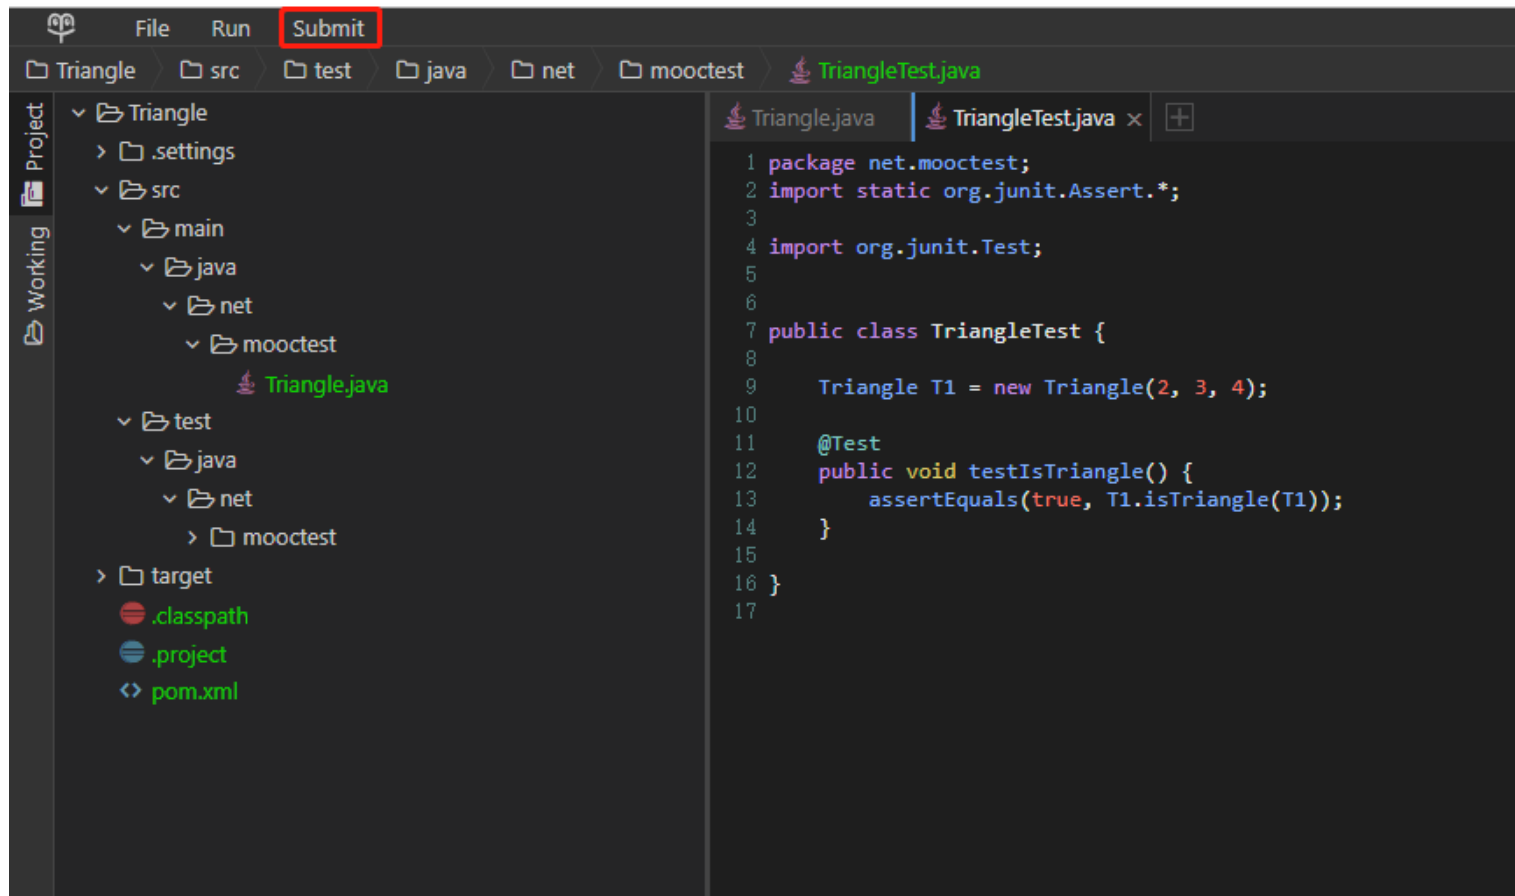 File Run Submit
Triangle src test java net mooctest TriangleTest.java
Project
Working
Triangle
.settings
src
main
java
net
mooctest
Triangle.java
test
java
net
mooctest
target
.classpath
.project
pom.xml
Triangle.java TriangleTest.java
1 package net.mooctest;
2 import static org.junit.Assert.*;
3
4 import org.junit.Test;
5
6
7 public class TriangleTest {
8
9 Triangle T1 = new Triangle(2, 3, 4);
10
11 @Test
12 public void testIsTriangle() {
13 assertEquals(true, T1.isTriangle(T1));
14 }
15
16 }
17